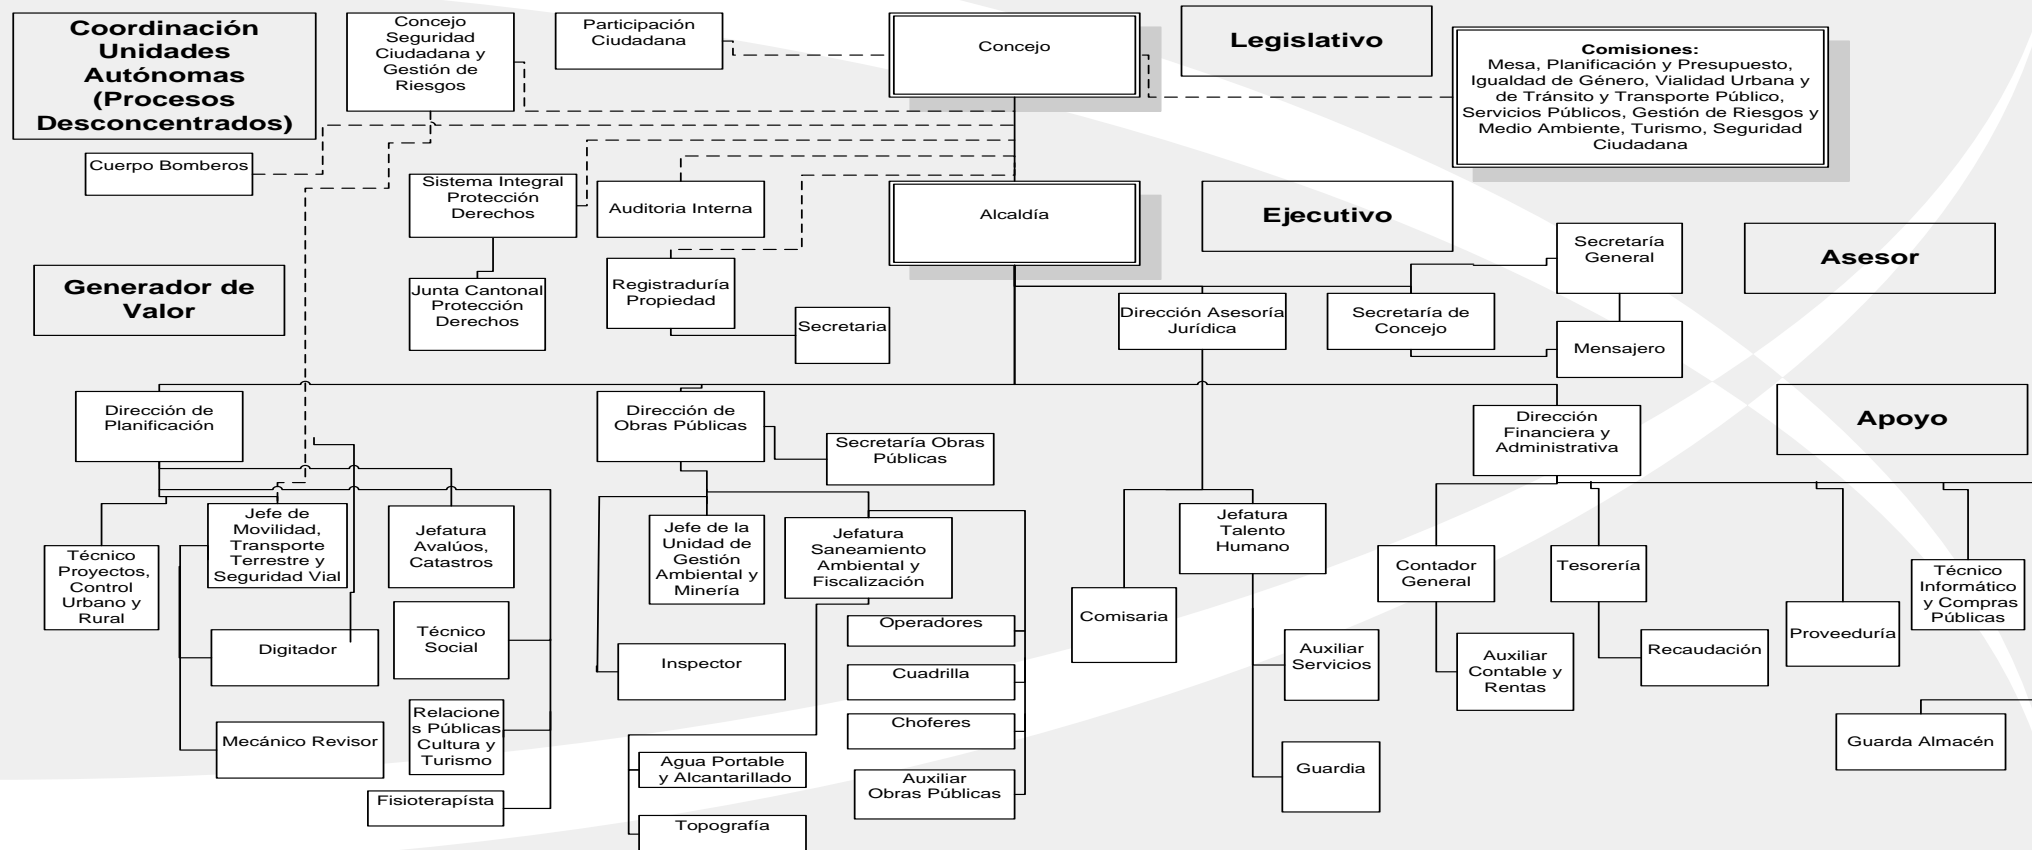 Coordinación
Unidades
Autónomas
(Procesos
Desconcentrados)
Concejo
Seguridad
Ciudadana y
Gestión de
Riesgos
Participación
Ciudadana
Concejo
Legislativo
Comisiones:
Mesa, Planificación y Presupuesto,
Igualdad de Género, Vialidad Urbana y
de Tránsito y Transporte Público,
Servicios Públicos, Gestión de Riesgos y
Medio Ambiente, Turismo, Seguridad
Ciudadana
Cuerpo Bomberos
Sistema Integral
Protección
Derechos
Auditoria Interna
Alcaldía
Ejecutivo
Secretaría
General
Asesor
Generador de
Valor
Junta Cantonal
Protección
Derechos
Registraduría
Propiedad
Secretaria
Dirección Asesoría
Jurídica
Secretaría de
Concejo
Mensajero
Dirección de
Planificación
Dirección de
Obras Públicas
Secretaría Obras
Públicas
Dirección
Financiera y
Administrativa
Apoyo
Técnico
Proyectos,
Control
Urbano y
Rural
Jefe de
Movilidad,
Transporte
Terrestre y
Seguridad Vial
Jefatura
Avalúos,
Catastros
Jefe de la
Unidad de
Gestión
Ambiental y
Minería
Jefatura
Saneamiento
Ambiental y
Fiscalización
Jefatura
Talento
Humano
Contador
General
Tesorería
Técnico
Informático
y Compras
Públicas
Comisaria
Proveeduría
Digitador
Técnico
Social
Inspector
Operadores
Cuadrilla
Choferes
Auxiliar
Servicios
Auxiliar
Contable y
Rentas
Recaudación
Mecánico Revisor
Relacione
s Públicas
Cultura y
Turismo
Agua Portable
y Alcantarillado
Auxiliar
Obras Públicas
Guardia
Guarda Almacén
Fisioterapísta
Topografía